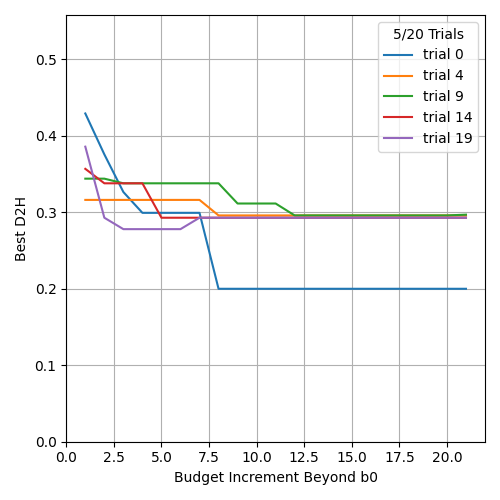 5/20 Trials
trial 0
trial 4
trial 9
trial 14
trial 19
Best D2H
0.5
0.4
0.3
0.2
0.1
0.0
0.0 2.5 5.0 7.5 10.0 12.5 15.0 17.5 20.0
Budget Increment Beyond b0